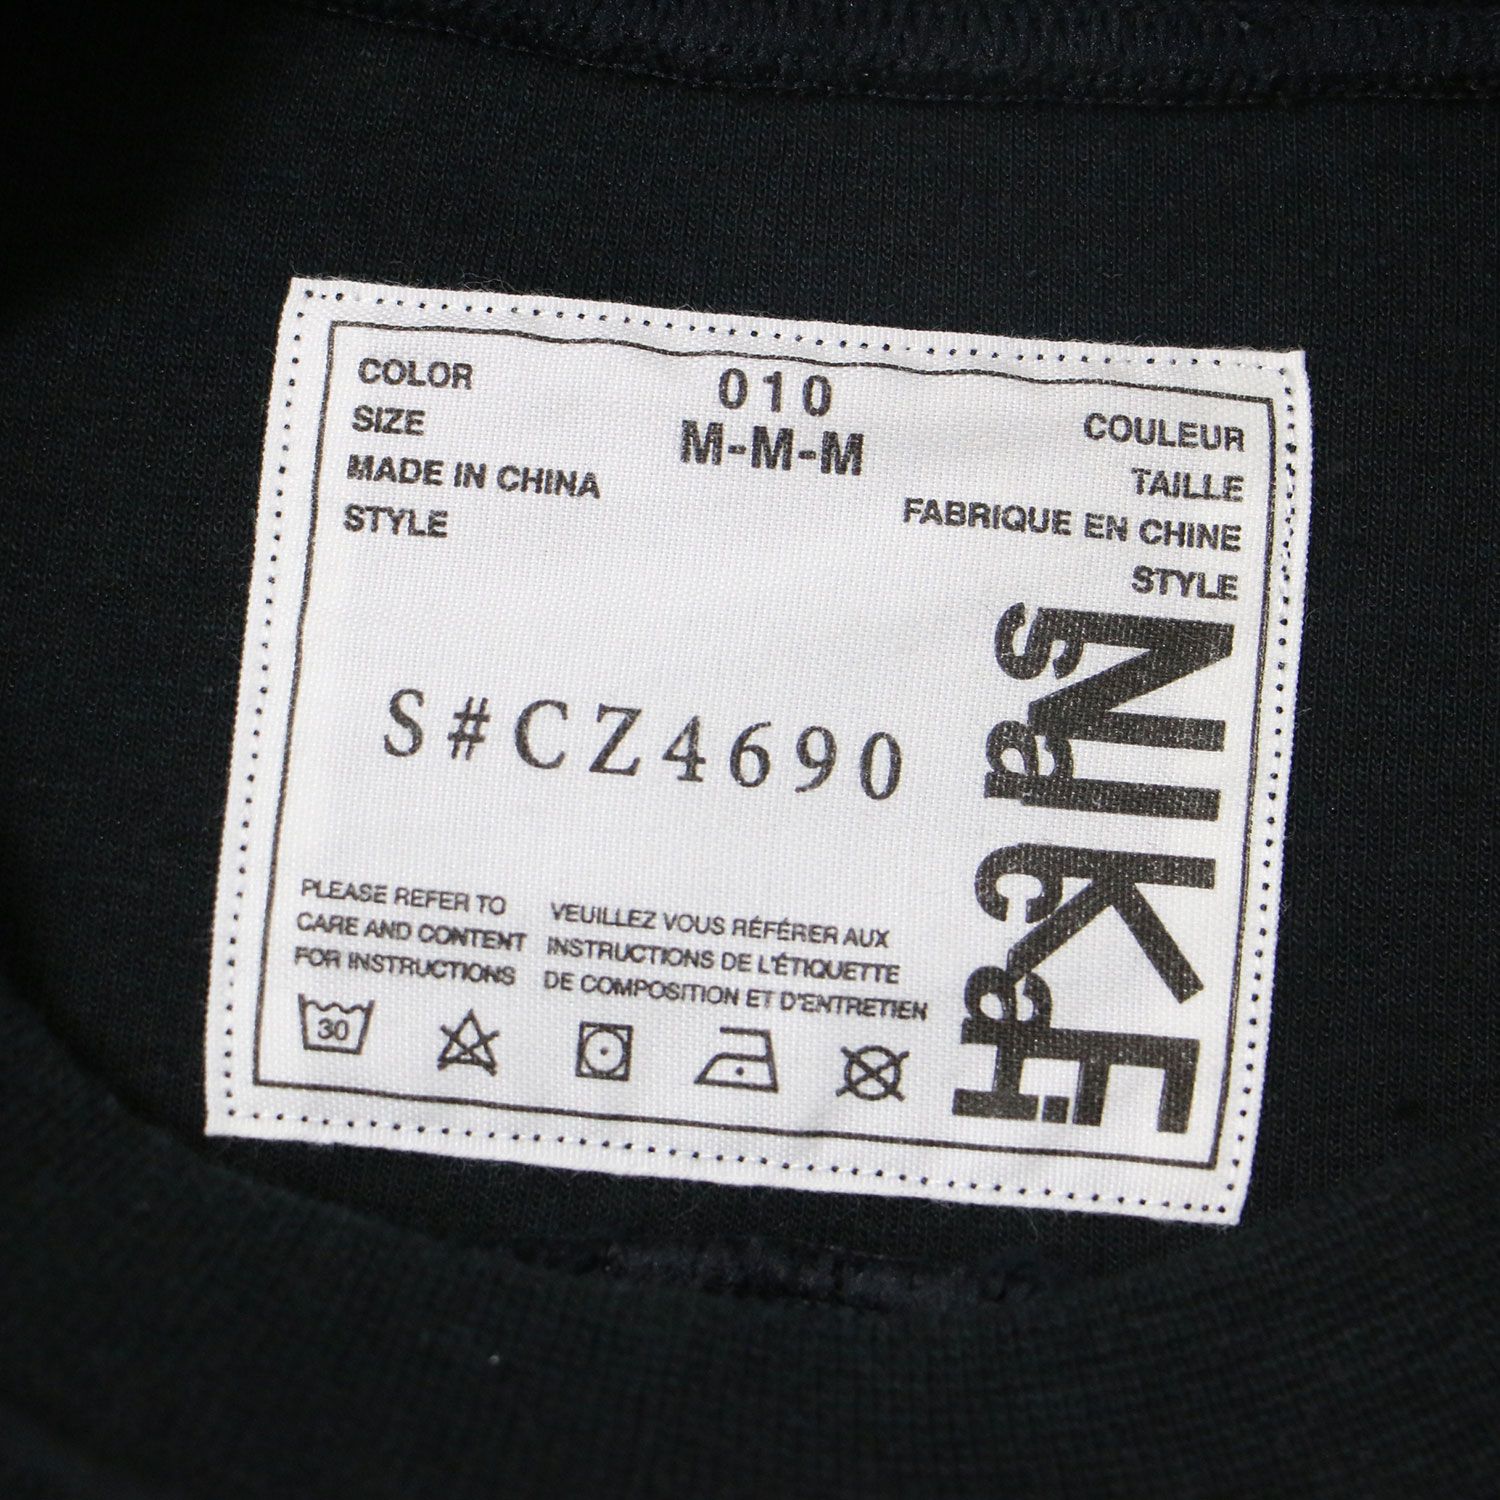 COLOR 010 COULEUR
SIZE M-M-M TAILLE
MADE IN CHINA FABRIQUE EN CHINE
STYLE STYLE
S#CZ4690
NIKE
sacai
PLEASE REFER TO
CARE AND CONTENT
FOR INSTRUCTIONS
VEUILLEZ VOUS RÉFÉRER AUX
INSTRUCTIONS DE L'ÉTIQUETTE
DE COMPOSITION ET D'ENTRETIEN
30